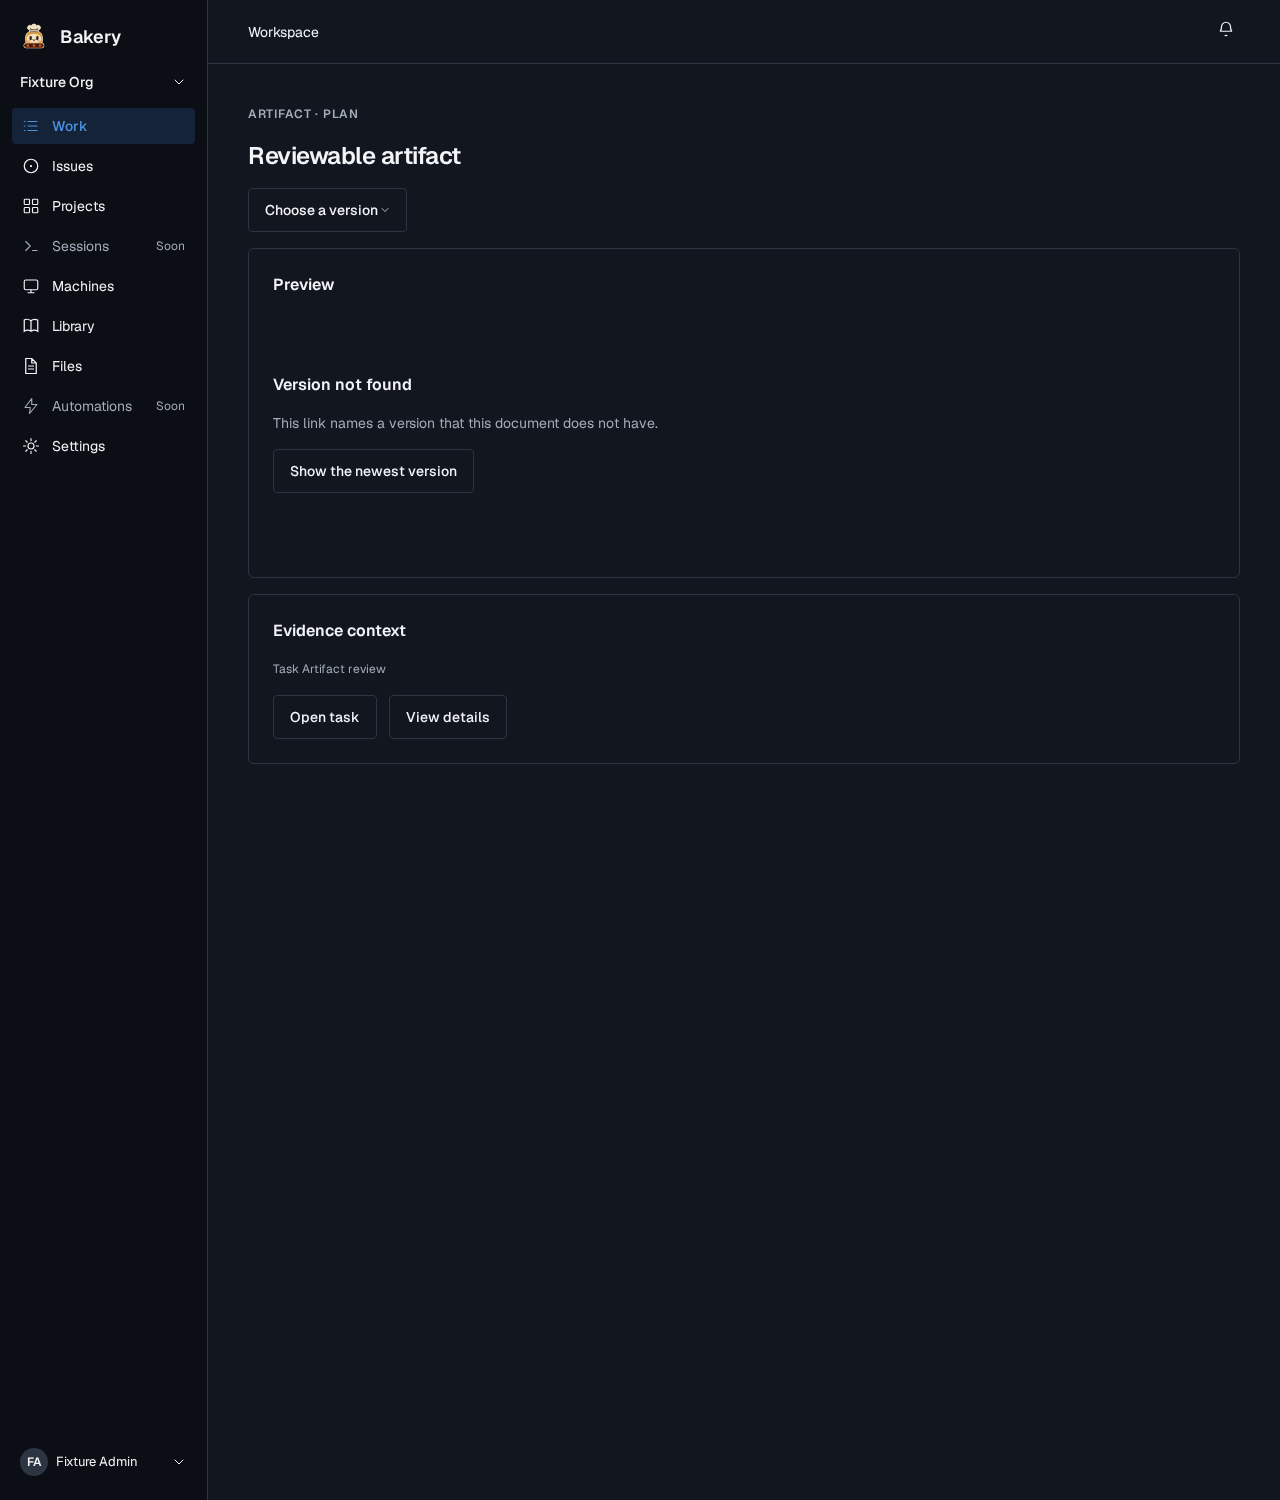 Bakery
Fixture Org
Work
Issues
Projects
Sessions Soon
Machines
Library
Files
Automations Soon
Settings
FA Fixture Admin
Workspace
ARTIFACT · PLAN
Reviewable artifact
Choose a version
Preview
Version not found
This link names a version that this document does not have.
Show the newest version
Evidence context
Task Artifact review
Open task View details